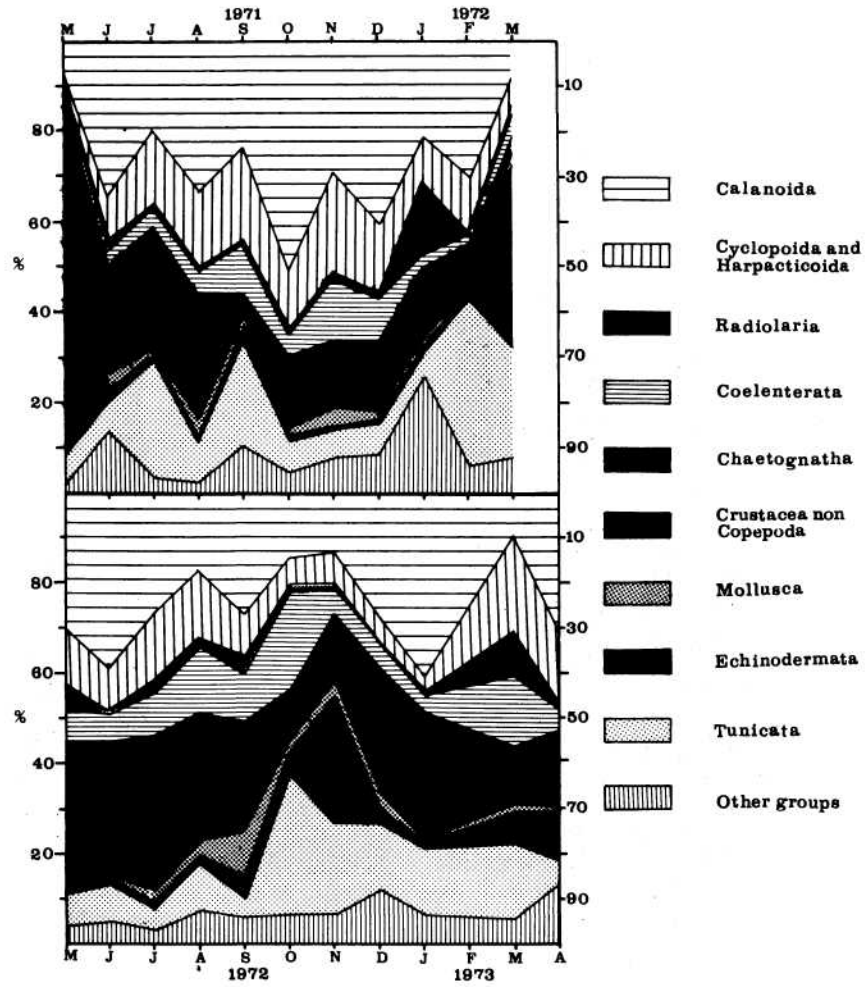 1971 1972
M J J A S O N D J F M
80
60
%
40
20
10
30
50
70
90
80
60
%
40
20
10
30
50
70
90
M J J A S O N D J F M A
1972 1973
Calanoida
Cyclopoida and
Harpacticoida
Radiolaria
Coelenterata
Chaetognatha
Crustacea non
Copepoda
Mollusca
Echinodermata
Tunicata
Other groups